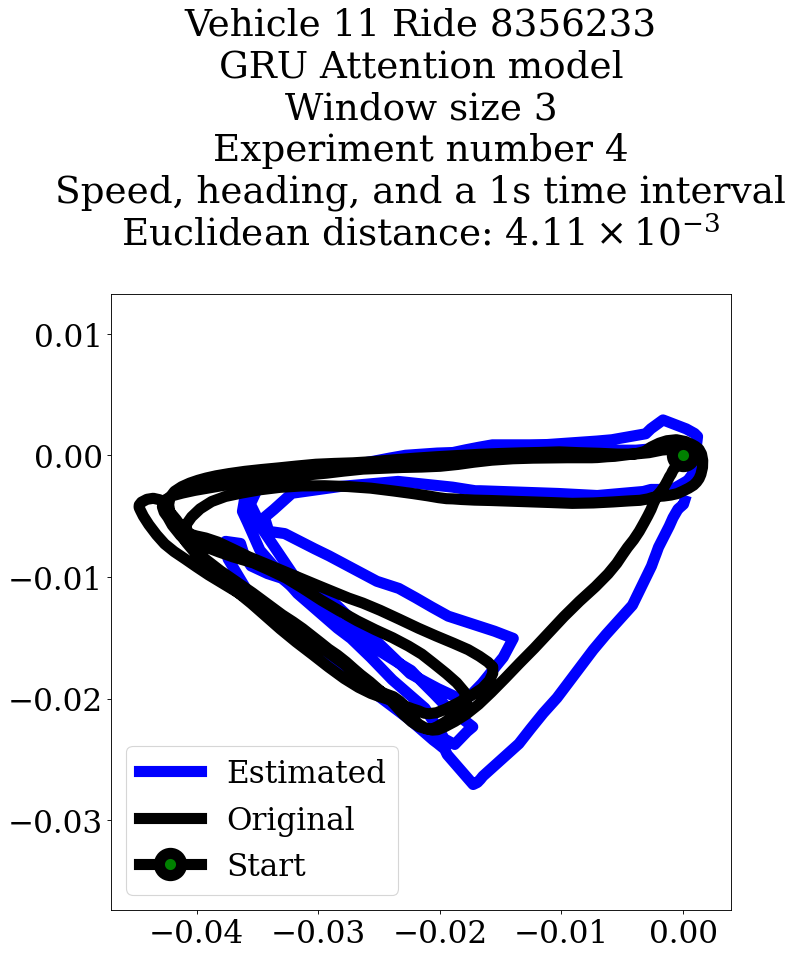 Vehicle 11 Ride 8356233
GRU Attention model
Window size 3
Experiment number 4
Speed, heading, and a 1s time interval
Euclidean distance: 4.11 × 10⁻³
0.01
0.00
−0.01
−0.02
−0.03
Estimated
Original
Start
−0.04 −0.03 −0.02 −0.01 0.00